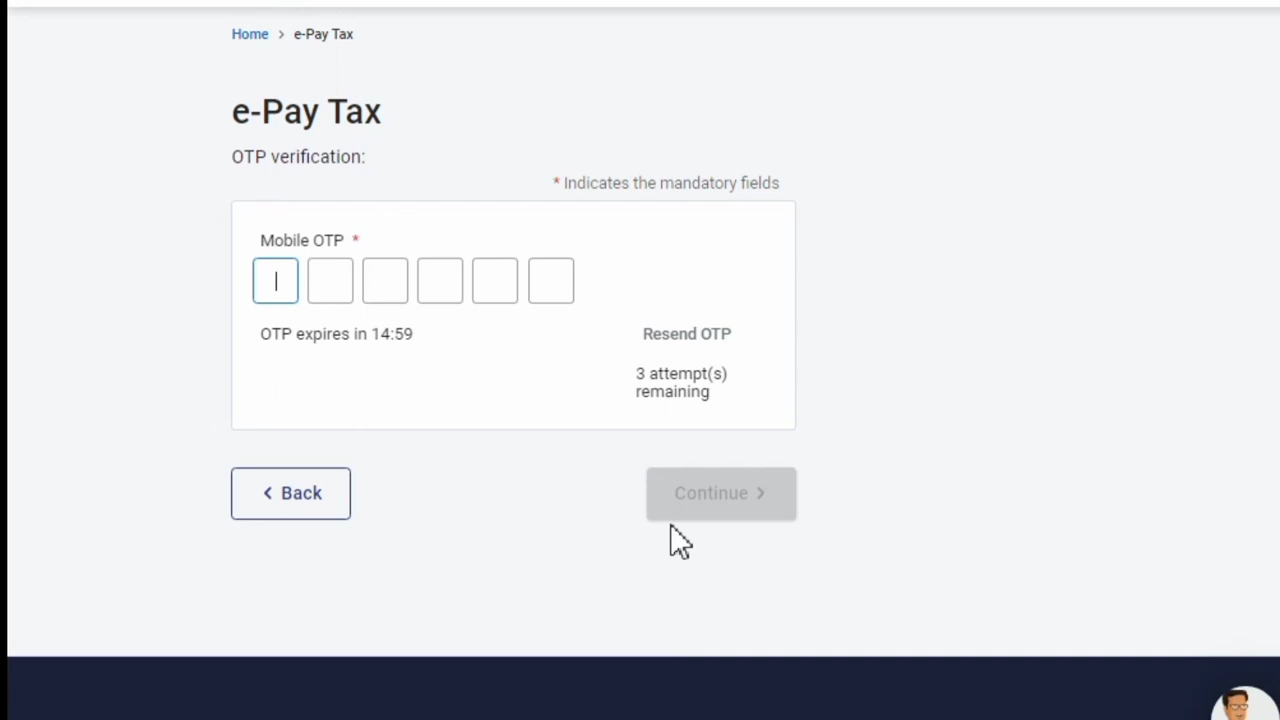 Home > e-Pay Tax
e-Pay Tax
OTP verification:
* Indicates the mandatory fields
Mobile OTP *
OTP expires in 14:59
Resend OTP
3 attempt(s)
remaining
< Back
Continue >